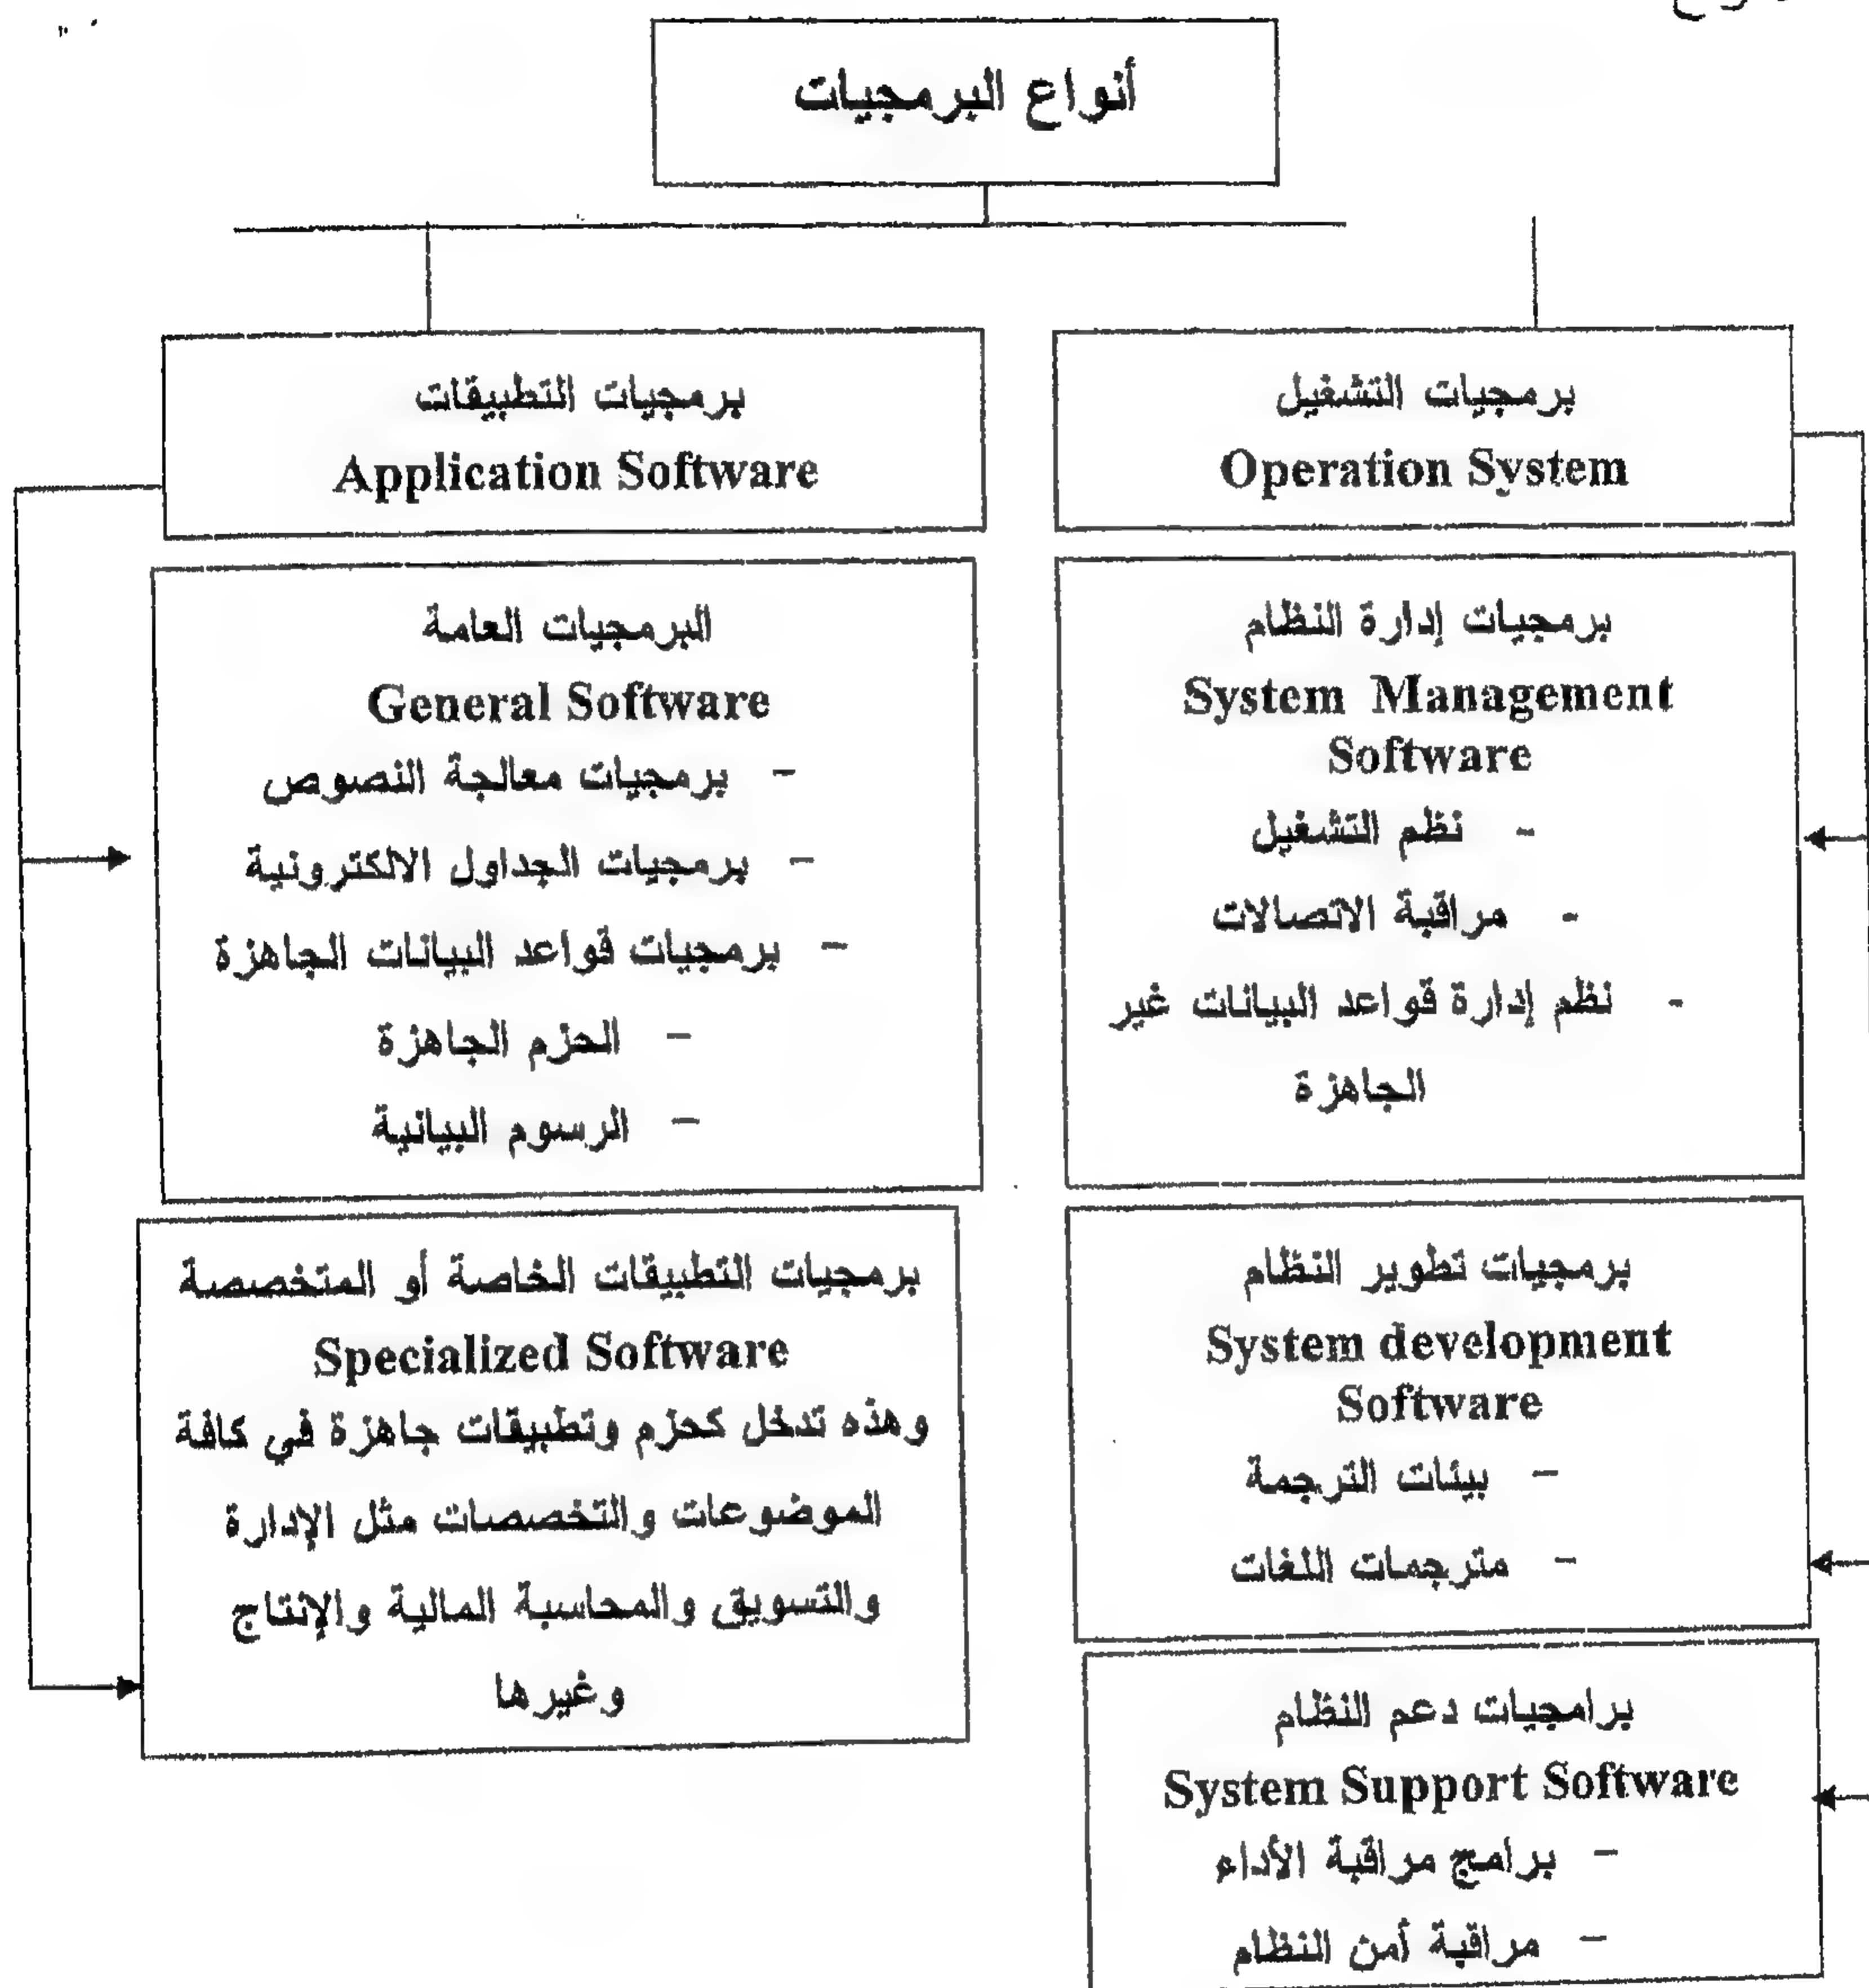 أنواع البرمجيات
برمجيات التشغيل
Operation System
برمجيات إدارة النظام
System Management
Software
- نظم التشغيل
- مراقبة الاتصالات
- نظم إدارة قواعد البيانات غير
الجاهزة
برمجيات تطوير النظام
System development
Software
- بيئات الترجمة
- مترجمات اللغات
برامجيات دعم النظام
System Support Software
- برامج مراقبة الأداء
- مراقبة أمن النظام
برمجيات التطبيقات
Application Software
البرمجيات العامة
General Software
- برمجيات معالجة النصوص
- برمجيات الجداول الالكترونية
- برمجيات قواعد البيانات الجاهزة
- الحزم الجاهزة
- الرسوم البيانية
برمجيات التطبيقات الخاصة أو المتخصصة
Specialized Software
وهذه تدخل كحزم وتطبيقات جاهزة في كافة
الموضوعات والتخصصات مثل الإدارة
والتسويق والمحاسبة المالية والإنتاج
وغيرها